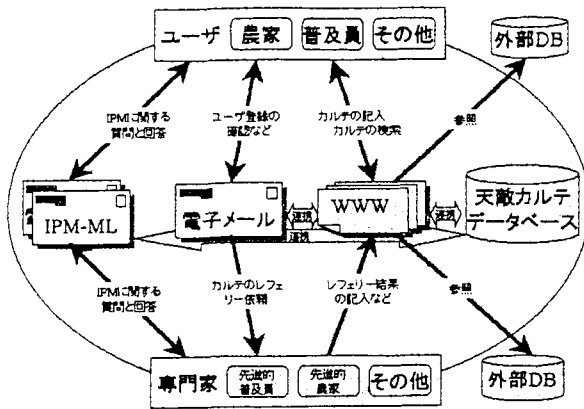 ユーザ 農家 普及員 その他
外部DB
IPMに関する
質問と回答
ユーザ登録の
確認など
カルテの記入
カルテの検索
参照
IPM-ML
電子メール
連携
WWW
連携
天敵カルテ
データベース
連携
IPMに関する
質問と回答
カルテのレフェ
リー依頼
レフェリー結果
の記入など
参照
専門家
先進的
普及員
先進的
農家
その他
外部DB